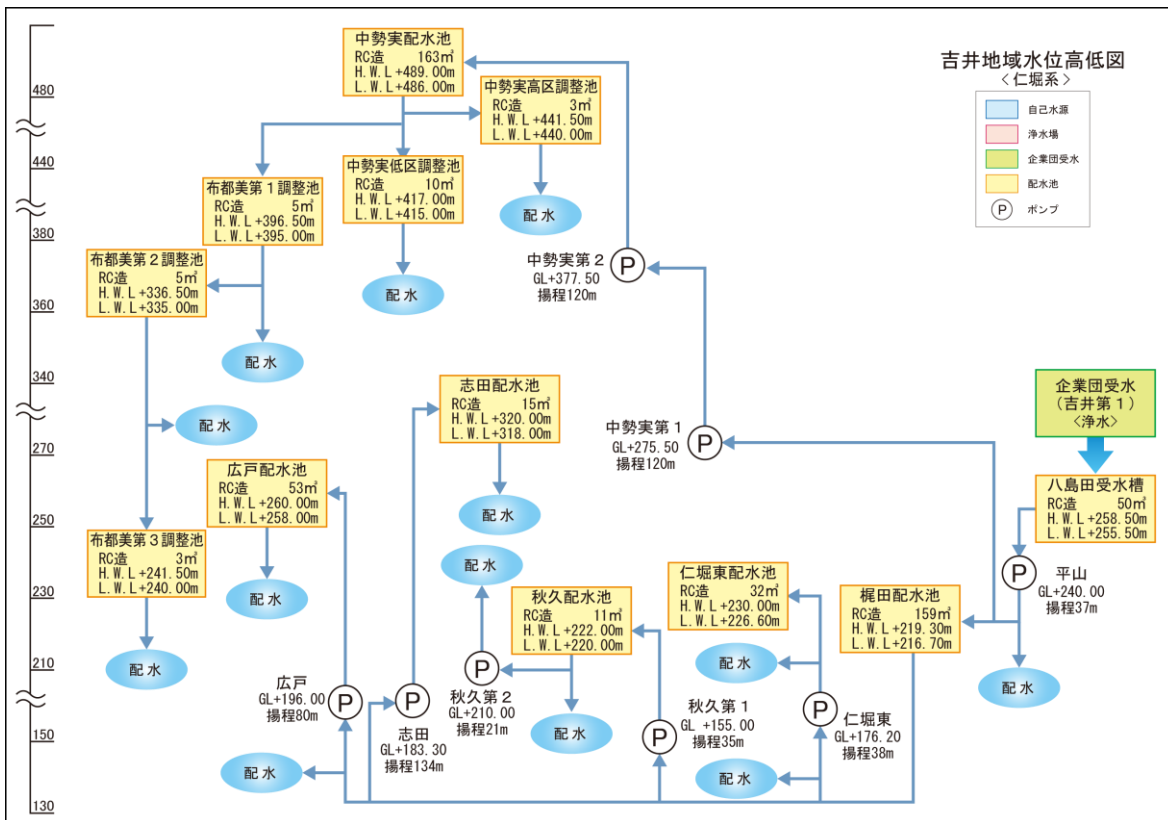 吉井地域水位高低図
＜仁堀系＞
自己水源
浄水場
企業団受水
配水池
P ポンプ
480
440
380
360
340
270
250
230
210
150
130
中勢実配水池
RC造 163㎥
H.W.L +489.00m
L.W.L +486.00m
中勢実高区調整池
RC造 3㎥
H.W.L +441.50m
L.W.L +440.00m
配水
中勢実低区調整池
RC造 10㎥
H.W.L +417.00m
L.W.L +415.00m
配水
布都美第1調整池
RC造 5㎥
H.W.L +396.50m
L.W.L +395.00m
配水
布都美第2調整池
RC造 5㎥
H.W.L +336.50m
L.W.L +335.00m
配水
布都美第3調整池
RC造 3㎥
H.W.L +241.50m
L.W.L +240.00m
配水
中勢実第2
GL+377.50
揚程120m
P
中勢実第1
GL+275.50
揚程120m
P
企業団受水
（吉井第1）
＜浄水＞
八島田受水槽
RC造 50㎥
H.W.L +258.50m
L.W.L +255.50m
P
平山
GL+240.00
揚程37m
配水
梶田配水池
RC造 159㎥
H.W.L +219.30m
L.W.L +216.70m
志田配水池
RC造 15㎥
H.W.L +320.00m
L.W.L +318.00m
配水
広戸配水池
RC造 53㎥
H.W.L +260.00m
L.W.L +258.00m
配水
配水
秋久配水池
RC造 11㎥
H.W.L +222.00m
L.W.L +220.00m
配水
仁堀東配水池
RC造 32㎥
H.W.L +230.00m
L.W.L +226.60m
配水
配水
P
仁堀東
GL+176.20
揚程38m
P
秋久第1
GL +155.00
揚程35m
P
秋久第2
GL+210.00
揚程21m
P
志田
GL+183.30
揚程134m
P
広戸
GL+196.00
揚程80m
配水